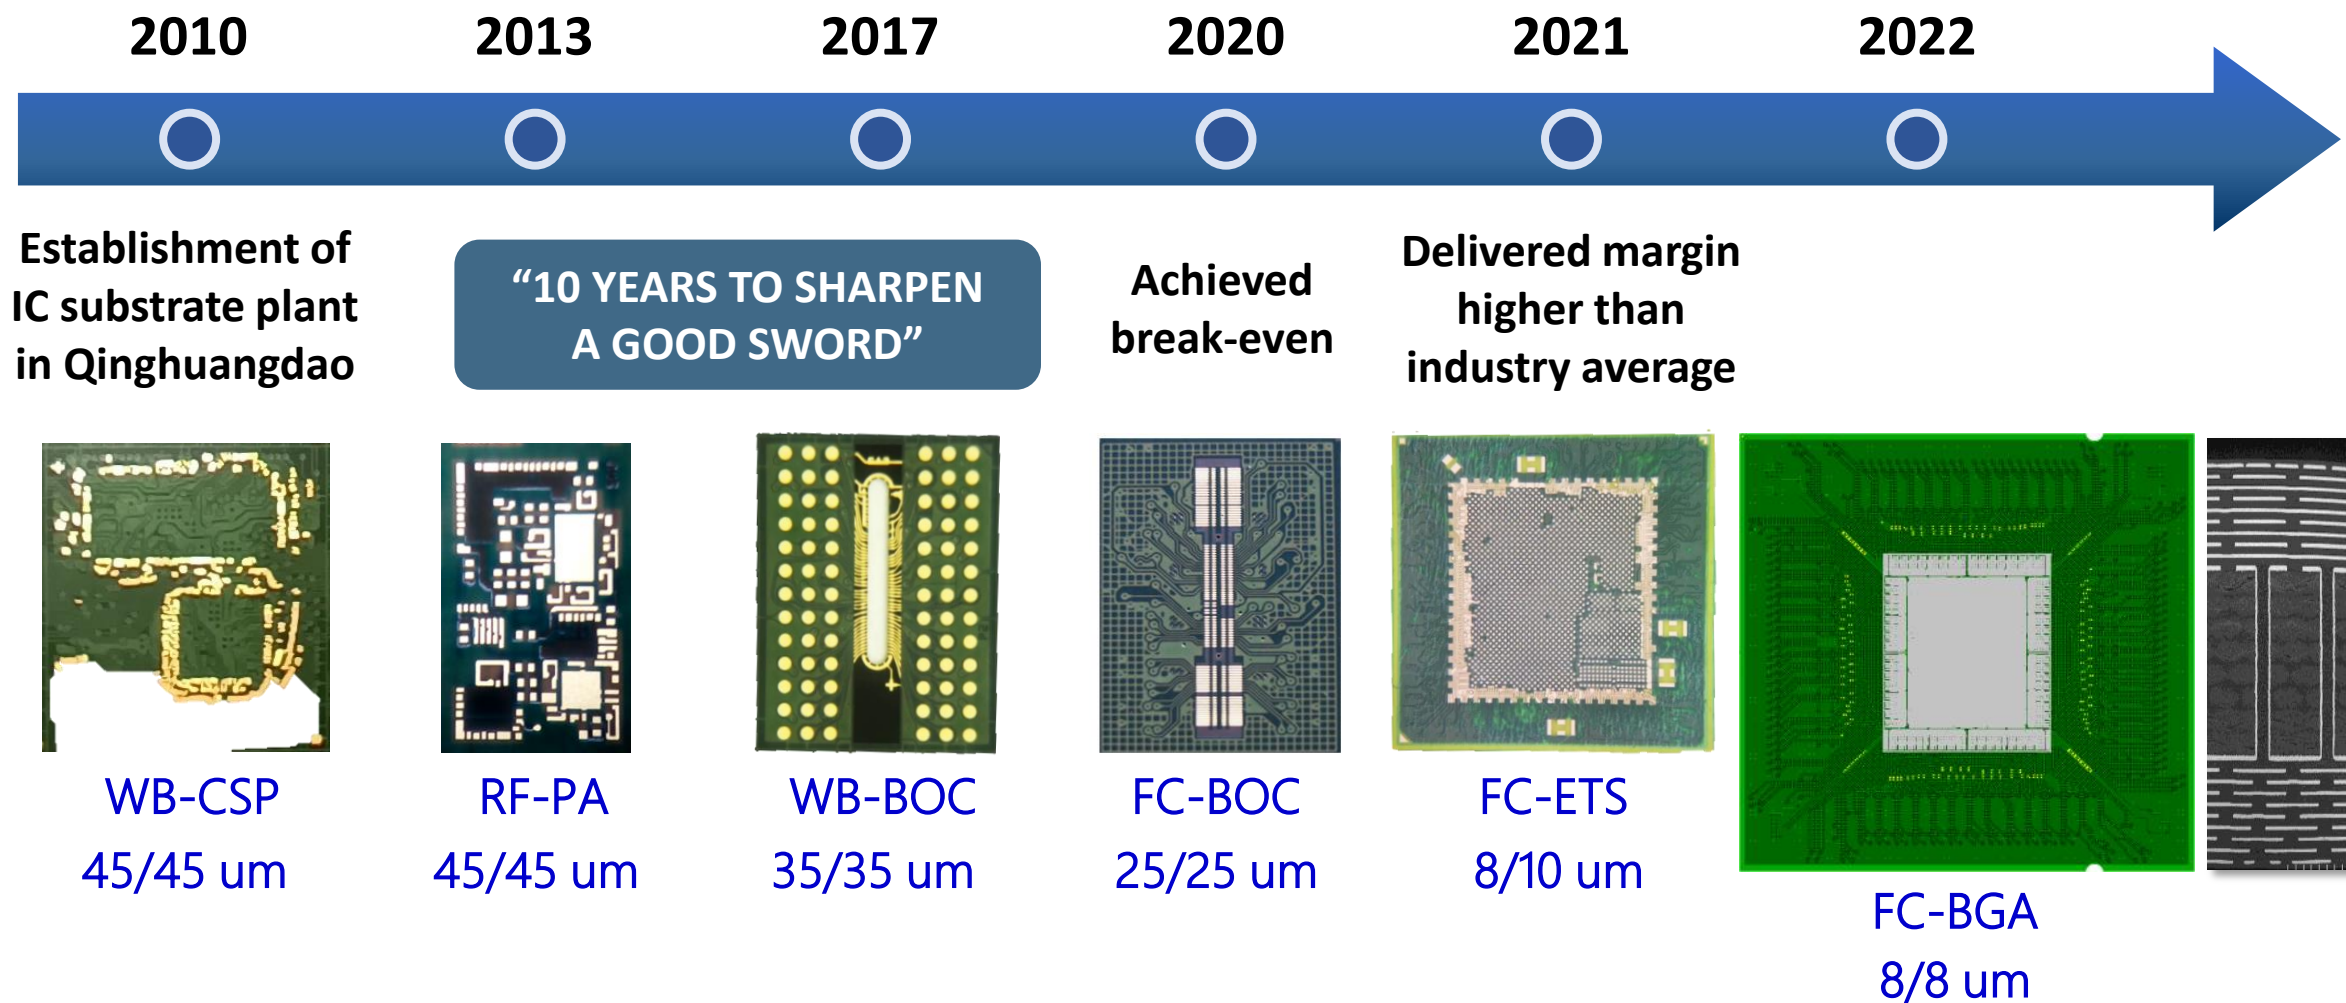 2010
2013
2017
2020
2021
2022
Establishment of
IC substrate plant
in Qinghuangdao
“10 YEARS TO SHARPEN
A GOOD SWORD”
Achieved
break-even
Delivered margin
higher than
industry average
WB-CSP
45/45 um
RF-PA
45/45 um
WB-BOC
35/35 um
FC-BOC
25/25 um
FC-ETS
8/10 um
FC-BGA
8/8 um